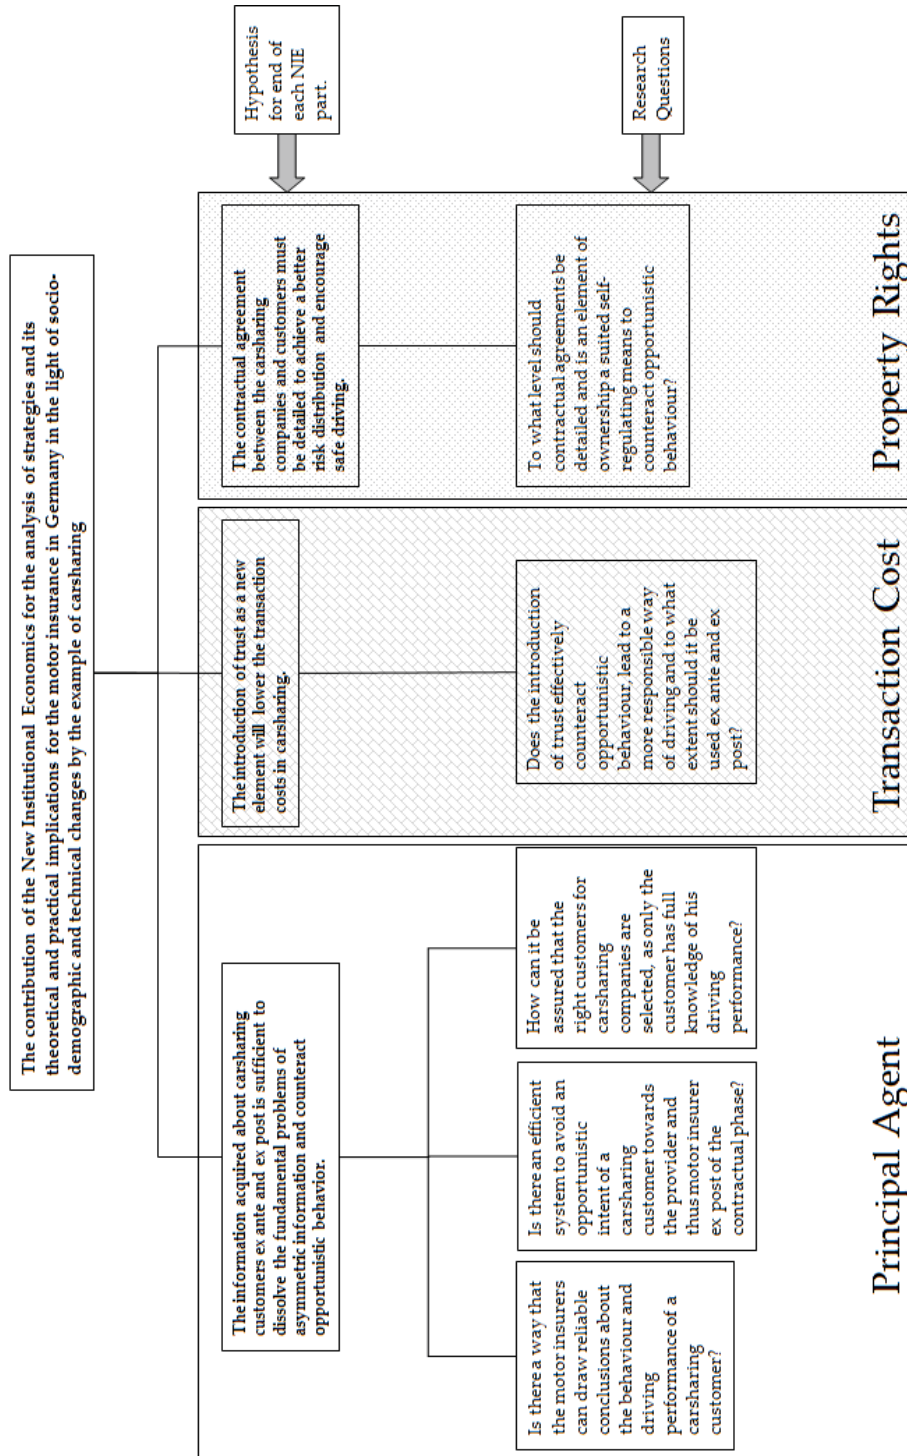 The contribution of the New Institutional Economics for the analysis of strategies and its
theoretical and practical implications for the motor insurance in Germany in the light of socio-
demographic and technical changes by the example of carsharing
The information acquired about carsharing
customers ex ante and ex post is sufficient to
dissolve the fundamental problems of
asymmetric information and counteract
opportunistic behavior.
The introduction of trust as a new
element will lower the transaction
costs in carsharing.
The contractual agreement
between the carsharing
companies and customers must
be detailed to achieve a better
risk distribution and encourage
safe driving.
Hypothesis
for end of
each NIE
part.
Is there a way that
the motor insurers
can draw reliable
conclusions about
the behaviour and
driving
performance of a
carsharing
customer?
Is there an efficient
system to avoid an
opportunistic
intent of a
carsharing
customer towards
the provider and
thus motor insurer
ex post of the
contractual phase?
How can it be
assured that the
right customers for
carsharing
companies are
selected, as only the
customer has full
knowledge of his
driving
performance?
Does the introduction
of trust effectively
counteract
opportunistic
behaviour, lead to a
more responsible way
of driving and to what
extent should it be
used ex ante and ex
post?
To what level should
contractual agreements be
detailed and is an element of
ownership a suited self-
regulating means to
counteract opportunistic
behaviour?
Research
Questions
Principal Agent
Transaction Cost
Property Rights